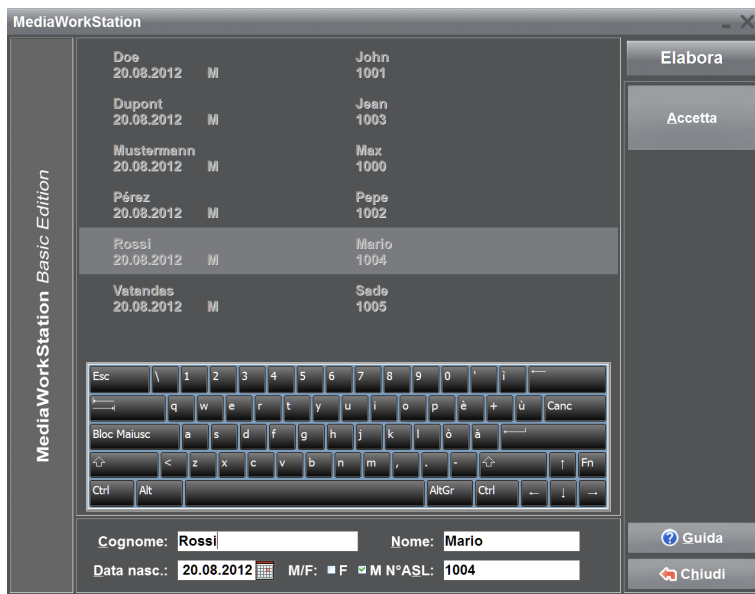 MediaWorkStation
Doe John
20.08.2012 M 1001
Dupont Jean
20.08.2012 M 1003
Mustermann Max
20.08.2012 M 1000
Pérez Pepe
20.08.2012 M 1002
Rossi Mario
20.08.2012 M 1004
Vatandas Sade
20.08.2012 M 1005
MediaWorkStation Basic Edition
Esc \ 1 2 3 4 5 6 7 8 9 0 ' ì ←
q w e r t y u i o p è + ù Canc
Bloc Maiusc a s d f g h j k l ò à
< z x c v b n m , . - ↑ Fn
Ctrl Alt AltGr Ctrl ← ↓ →
Cognome: Rossi Nome: Mario
Data nasc.: 20.08.2012 M/F: F M N°ASL: 1004
Elabora
Accetta
Guida
Chiudi